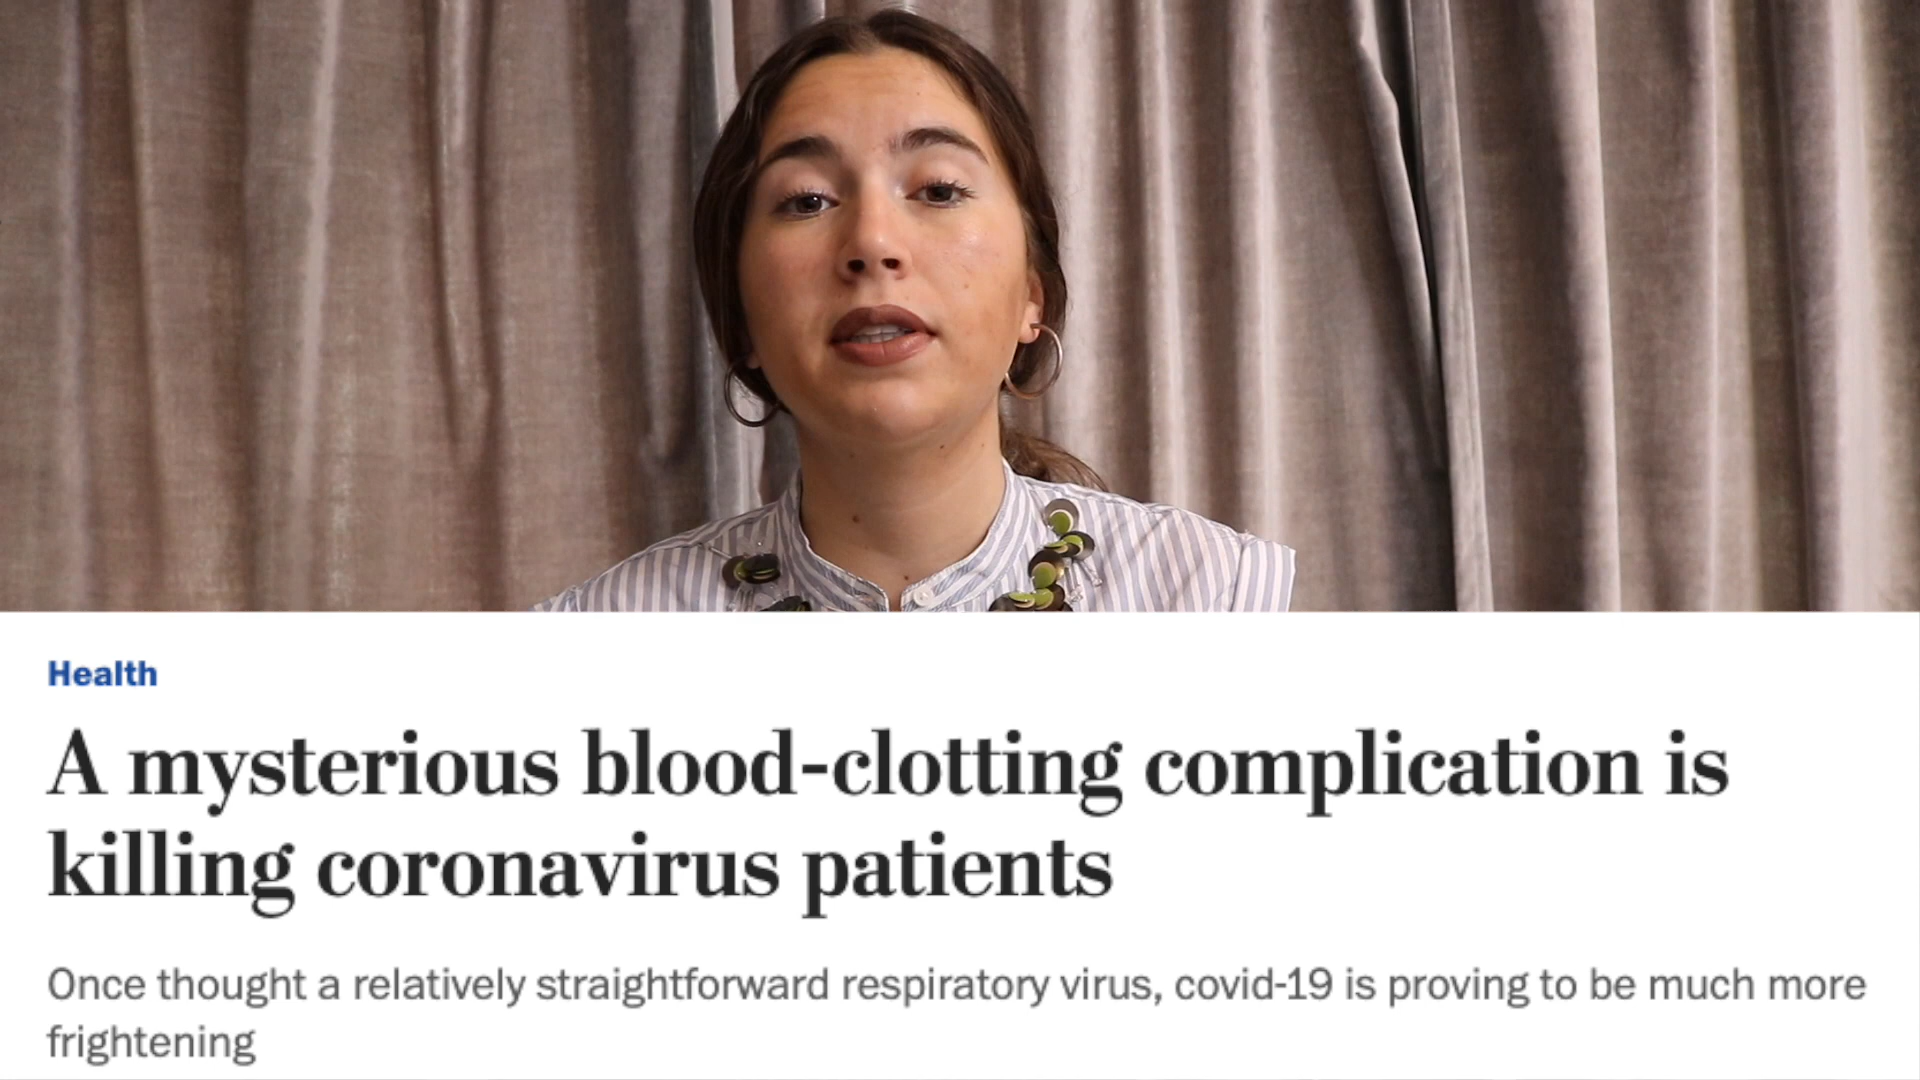 Health
A mysterious blood-clotting complication is
killing coronavirus patients
Once thought a relatively straightforward respiratory virus, covid-19 is proving to be much more
frightening